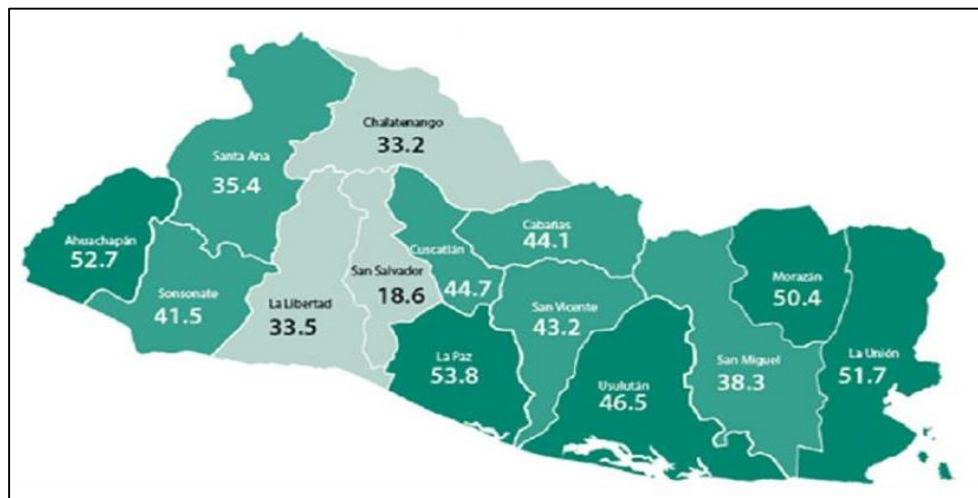 Chalatenango
33.2
Santa Ana
35.4
Ahuachapán
52.7
Sonsonate
41.5
La Libertad
33.5
San Salvador
18.6
Cuscatlán
44.7
Cabañas
44.1
San Vicente
43.2
La Paz
53.8
Usulután
46.5
San Miguel
38.3
Morazán
50.4
La Unión
51.7